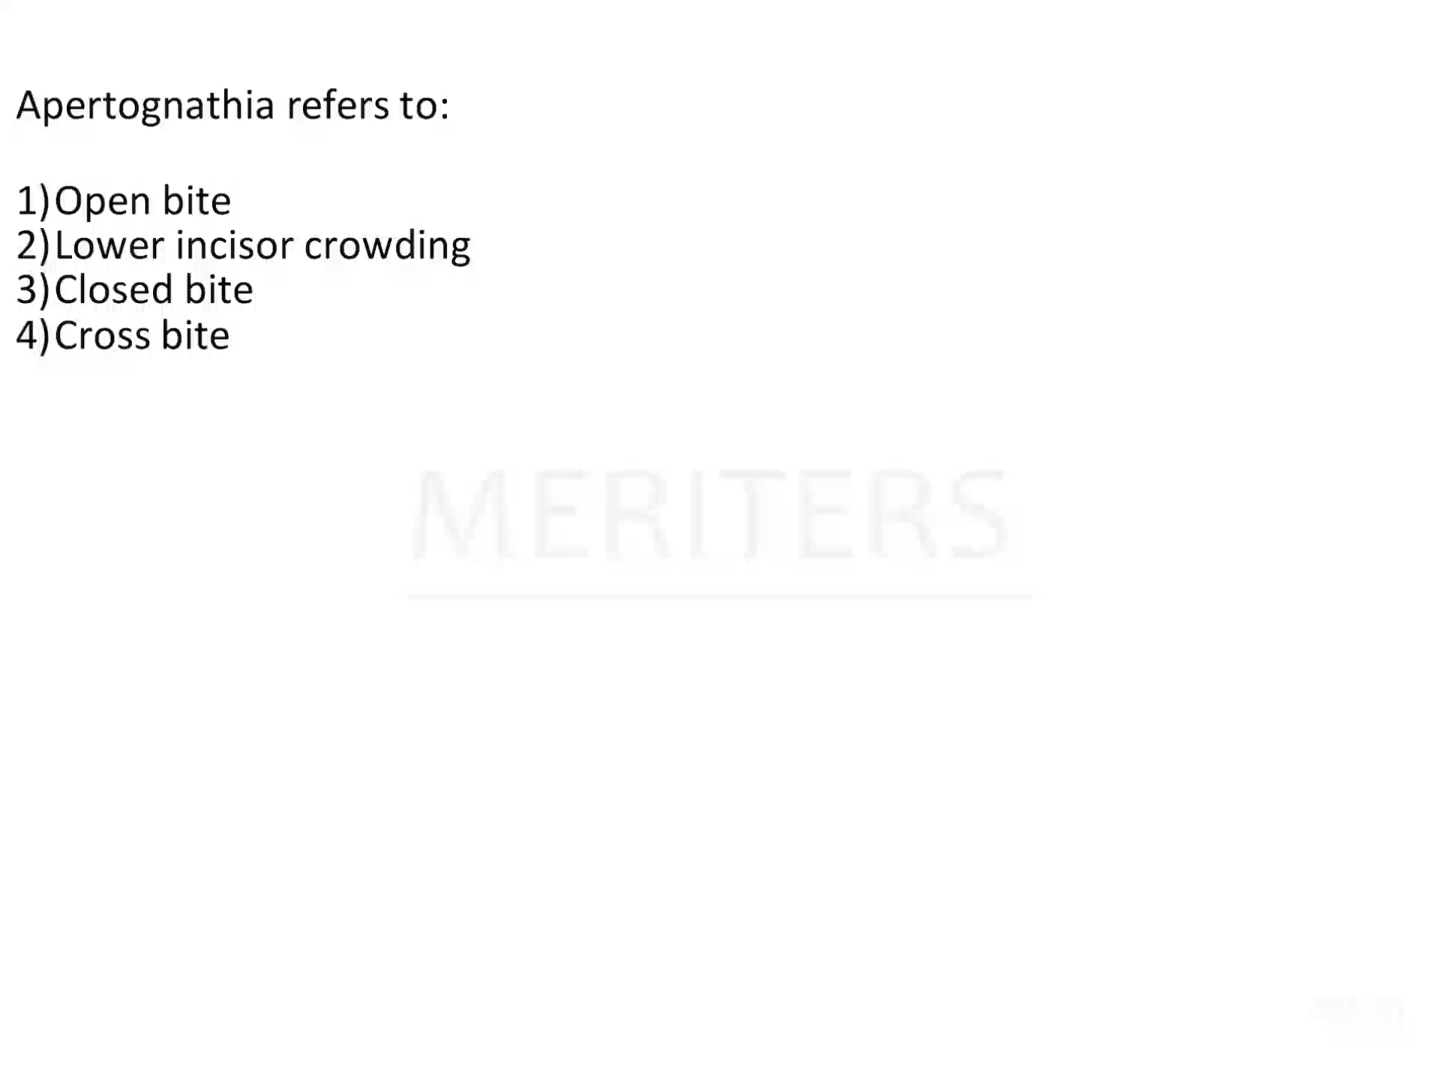 Apertognathia refers to:
1) Open bite
2) Lower incisor crowding
3) Closed bite
4) Cross bite
MERITERS